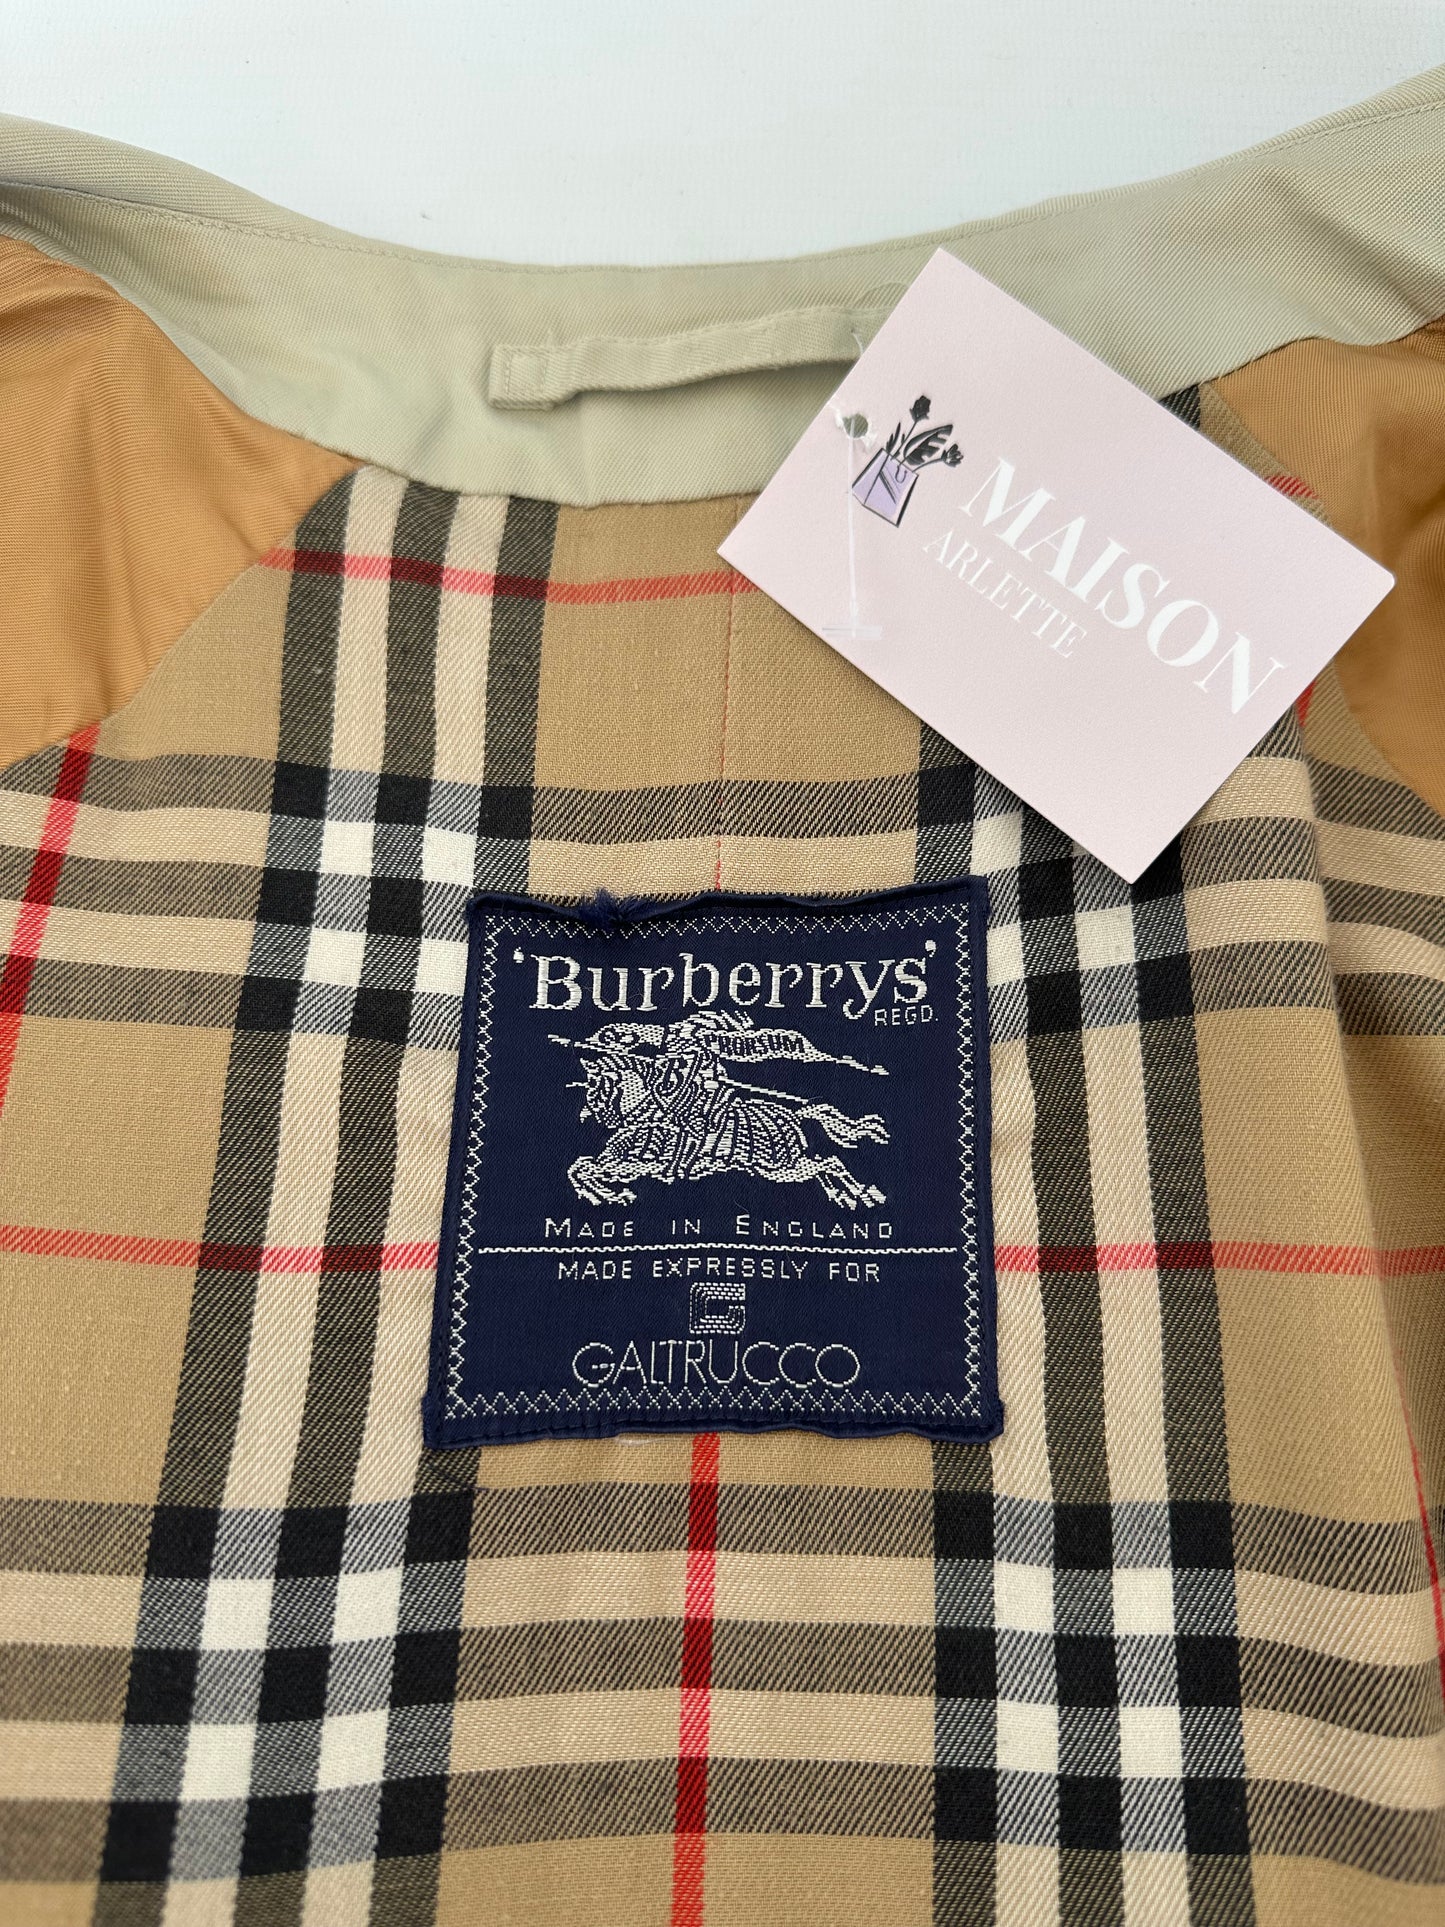 MAISON
ARLETTE
'Burberrys'
REGD.
PRORSUM
MADE IN ENGLAND
MADE EXPRESSLY FOR
G
GALTRUCCO